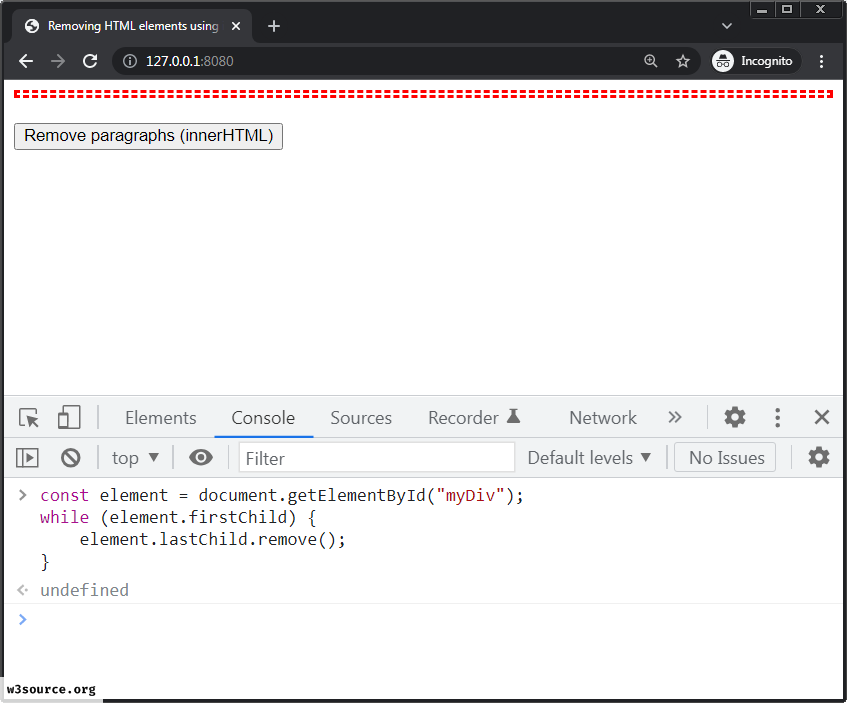 Removing HTML elements using
127.0.0.1:8080
Incognito
Remove paragraphs (innerHTML)
Elements Console Sources Recorder Network
top Filter Default levels No Issues
const element = document.getElementById("myDiv");
while (element.firstChild) {
    element.lastChild.remove();
}
undefined
w3source.org